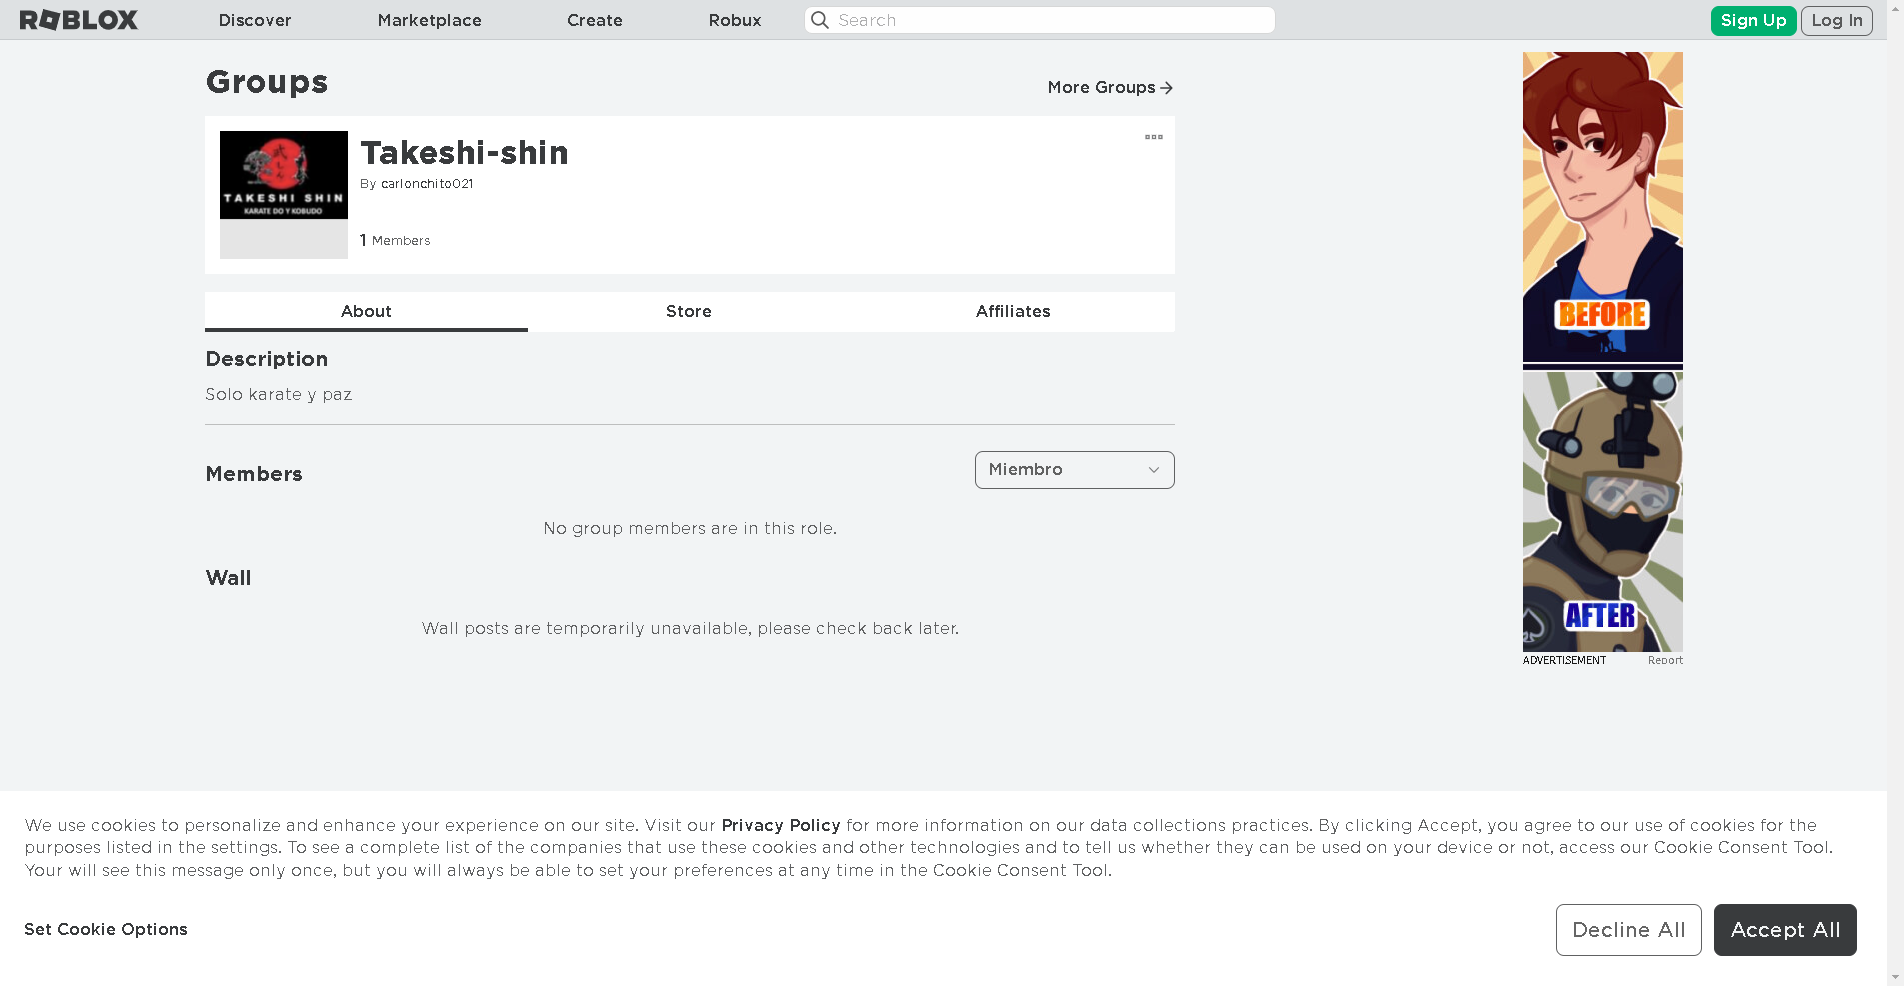 ROBLOX
Discover
Marketplace
Create
Robux
Search
Sign Up
Log In
Groups
More Groups
TAKESHI SHIN
KARATE DO Y KOBUDO
Takeshi-shin
By carlonchito021
1 Members
About
Store
Affiliates
Description
Solo karate y paz
Members
Miembro
No group members are in this role.
Wall
Wall posts are temporarily unavailable, please check back later.
BEFORE
AFTER
ADVERTISEMENT
Report
We use cookies to personalize and enhance your experience on our site. Visit our Privacy Policy for more information on our data collections practices. By clicking Accept, you agree to our use of cookies for the
purposes listed in the settings. To see a complete list of the companies that use these cookies and other technologies and to tell us whether they can be used on your device or not, access our Cookie Consent Tool.
Your will see this message only once, but you will always be able to set your preferences at any time in the Cookie Consent Tool.
Set Cookie Options
Decline All
Accept All